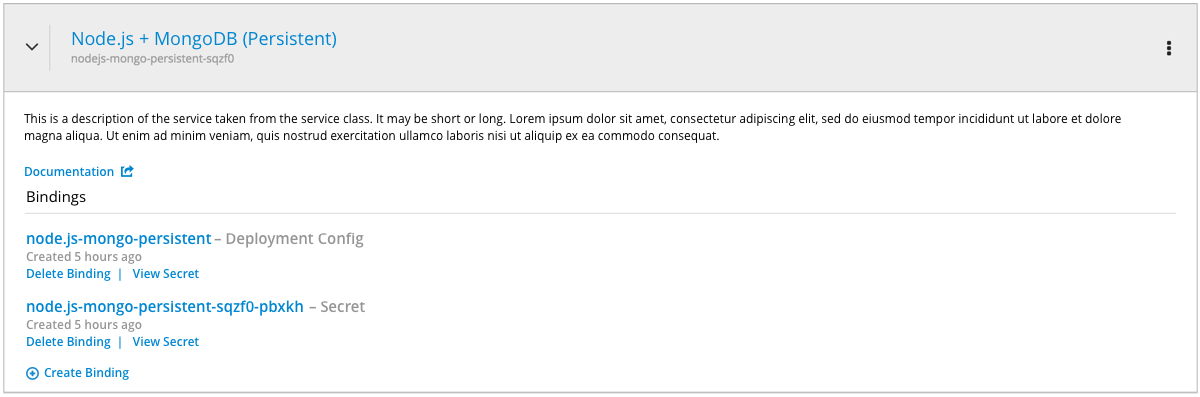 Node.js + MongoDB (Persistent)
nodejs-mongo-persistent-sqzf0
This is a description of the service taken from the service class. It may be short or long. Lorem ipsum dolor sit amet, consectetur adipiscing elit, sed do eiusmod tempor incididunt ut labore et dolore
magna aliqua. Ut enim ad minim veniam, quis nostrud exercitation ullamco laboris nisi ut aliquip ex ea commodo consequat.
Documentation
Bindings
node.js-mongo-persistent – Deployment Config
Created 5 hours ago
Delete Binding | View Secret
node.js-mongo-persistent-sqzf0-pbxkh – Secret
Created 5 hours ago
Delete Binding | View Secret
Create Binding